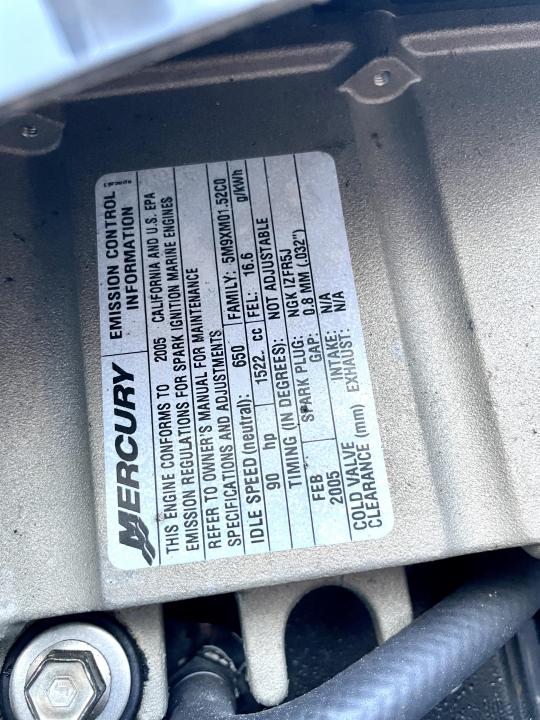 MERCURY
EMISSION CONTROL
INFORMATION
THIS ENGINE CONFORMS TO 2005 CALIFORNIA AND U.S. EPA
EMISSION REGULATIONS FOR SPARK IGNITION MARINE ENGINES
REFER TO OWNER'S MANUAL FOR MAINTENANCE
SPECIFICATIONS AND ADJUSTMENTS
IDLE SPEED (neutral): 650 FAMILY: 5M9XM01.52C0
90 hp 1522. cc FEL: 16.6 g/kWh
TIMING (IN DEGREES): NOT ADJUSTABLE
FEB 2005
SPARK PLUG: NGK IZFR5J
GAP: 0.8 MM (.032")
COLD VALVE
CLEARANCE (mm)
INTAKE: N/A
EXHAUST: N/A